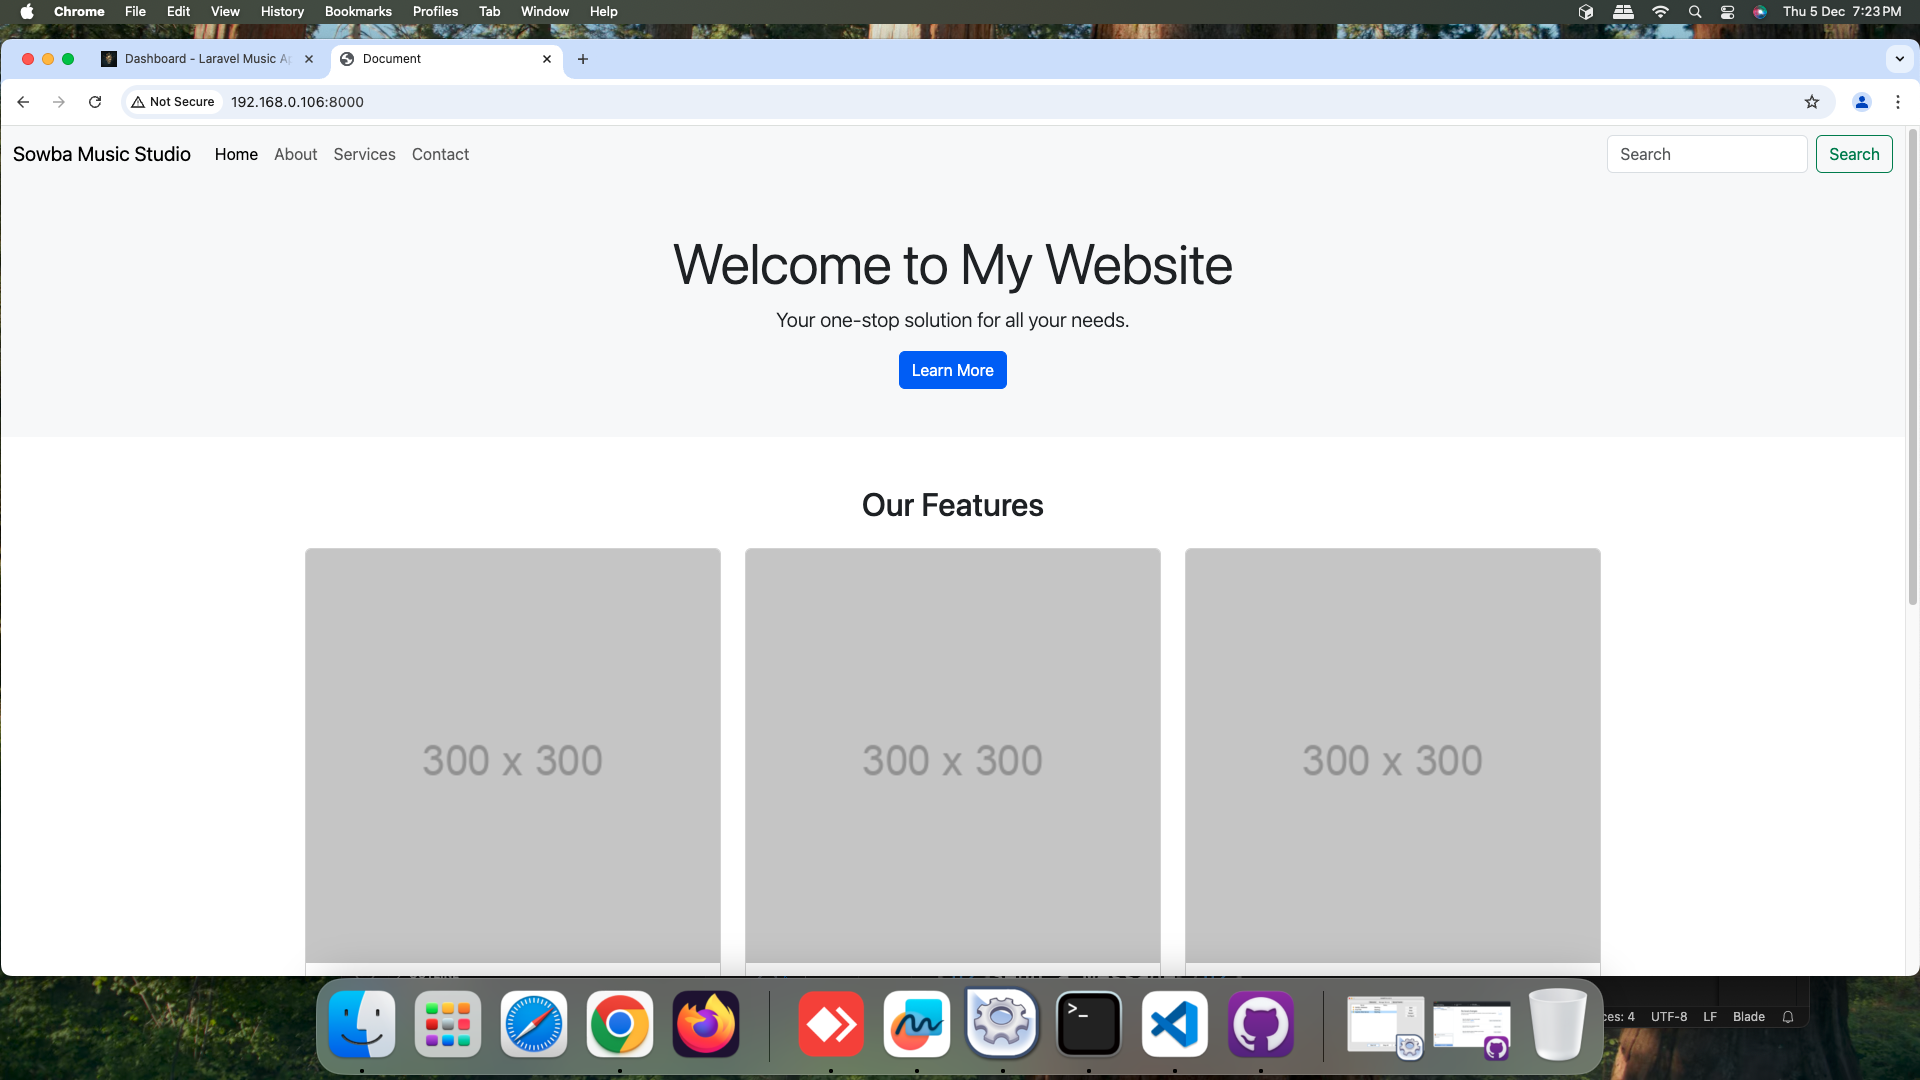 Chrome File Edit View History Bookmarks Profiles Tab Window Help
Thu 5 Dec 7:23 PM
Dashboard - Laravel Music
Document
Not Secure 192.168.0.106:8000
Sowba Music Studio Home About Services Contact
Search Search
Welcome to My Website
Your one-stop solution for all your needs.
Learn More
Our Features
300 x 300 300 x 300 300 x 300
>_
4 UTF-8 LF Blade